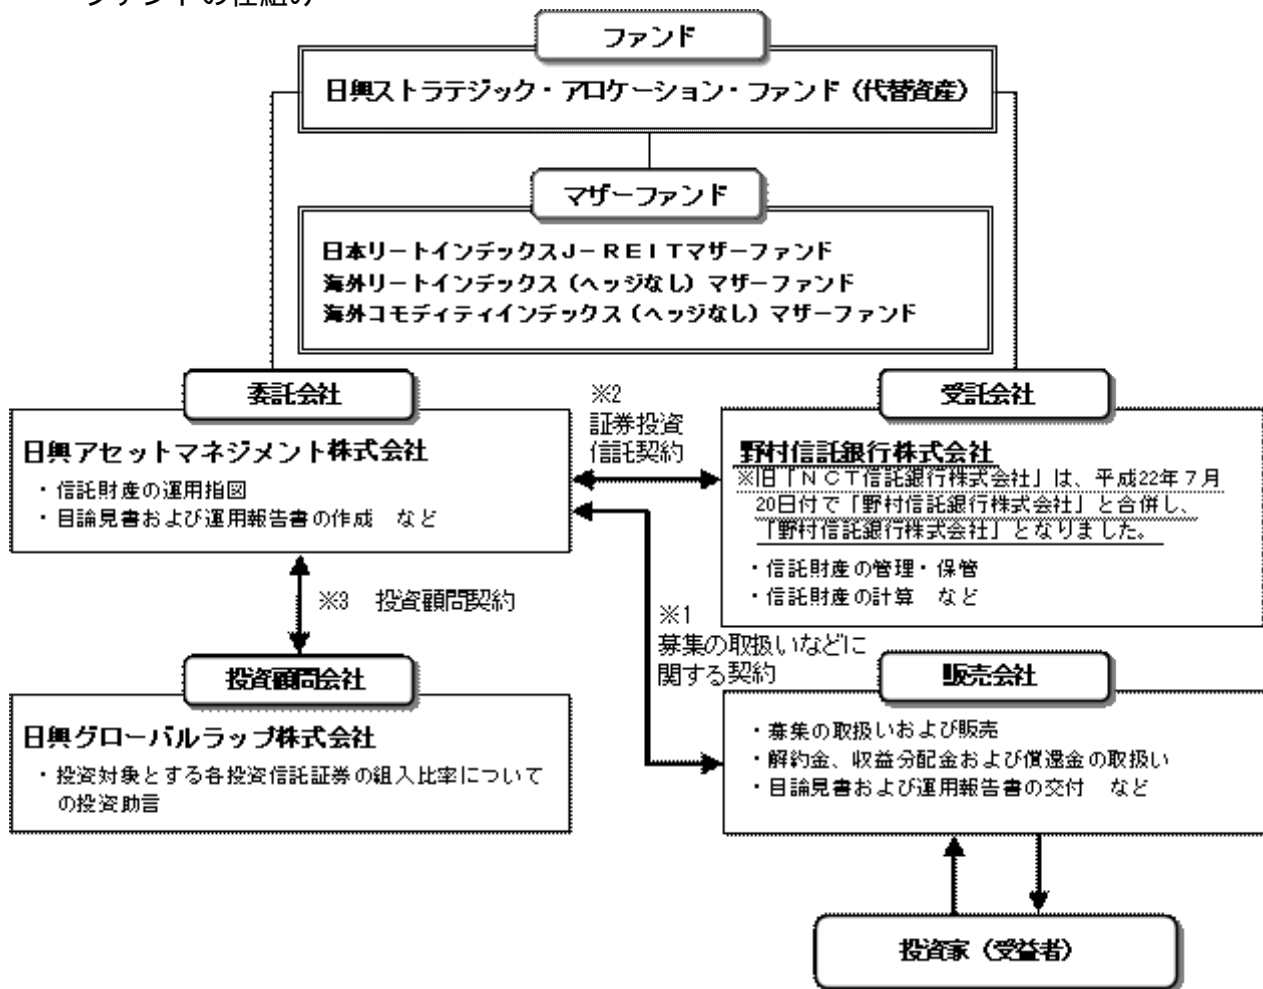 ファンドの仕組み
ファンド
日興ストラテジック・アロケーション・ファンド（代替資産）
マザーファンド
日本リートインデックスＪ－ＲＥＩＴマザーファンド
海外リートインデックス（ヘッジなし）マザーファンド
海外コモディティインデックス（ヘッジなし）マザーファンド
委託会社
日興アセットマネジメント株式会社
・信託財産の運用指図
・目論見書および運用報告書の作成　など
※2
証券投資
信託契約
受託会社
野村信託銀行株式会社
※旧「ＮＣＴ信託銀行株式会社」は、平成22年７月
20日付で「野村信託銀行株式会社」と合併し、
「野村信託銀行株式会社」となりました。
・信託財産の管理・保管
・信託財産の計算　など
※3　投資顧問契約
※1
募集の取扱いなどに
関する契約
投資顧問会社
日興グローバルラップ株式会社
・投資対象とする各投資信託証券の組入比率について
の投資助言
販売会社
・募集の取扱いおよび販売
・解約金、収益分配金および償還金の取扱い
・目論見書および運用報告書の交付　など
投資家（受益者）